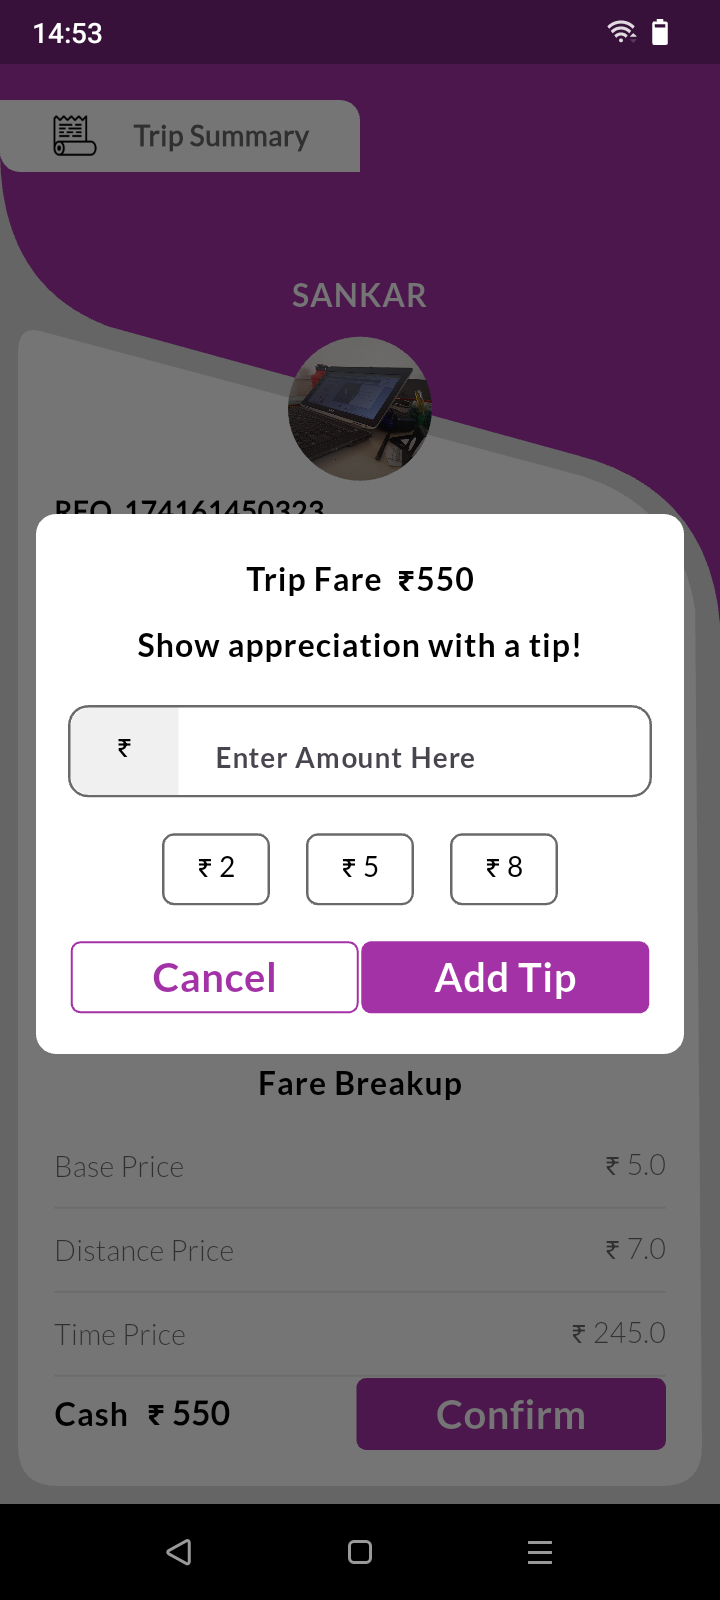 14:53
Trip Summary
SANKAR
REQ_174161450323
Trip Fare ₹550
Show appreciation with a tip!
₹ Enter Amount Here
₹ 2 ₹ 5 ₹ 8
Cancel Add Tip
Fare Breakup
Base Price ₹ 5.0
Distance Price ₹ 7.0
Time Price ₹ 245.0
Cash ₹ 550 Confirm